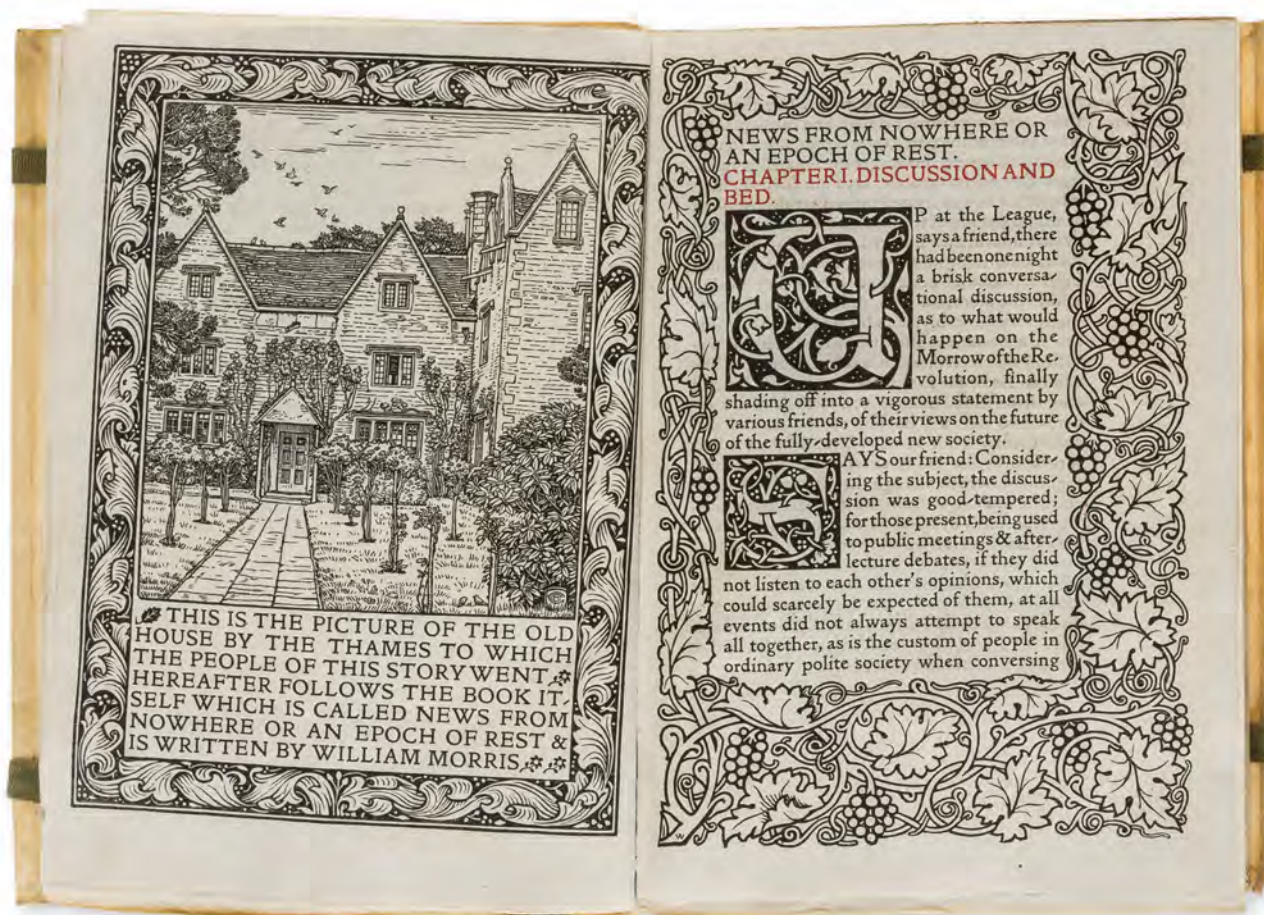 THIS IS THE PICTURE OF THE OLD
HOUSE BY THE THAMES TO WHICH
THE PEOPLE OF THIS STORY WENT
HEREAFTER FOLLOWS THE BOOK IT-
SELF WHICH IS CALLED NEWS FROM
NOWHERE OR AN EPOCH OF REST &
IS WRITTEN BY WILLIAM MORRIS
NEWS FROM NOWHERE OR
AN EPOCH OF REST.
CHAPTER I. DISCUSSION AND
BED.
UP at the League,
says a friend, there
had been one night
a brisk conversa-
tional discussion,
as to what would
happen on the
Morrow of the Re-
volution, finally
shading off into a vigorous statement by
various friends, of their views on the future
of the fully-developed new society.
SAYS our friend: Consider-
ing the subject, the discus-
sion was good-tempered;
for those present, being used
to public meetings & after-
lecture debates, if they did
not listen to each other's opinions, which
could scarcely be expected of them, at all
events did not always attempt to speak
all together, as is the custom of people in
ordinary polite society when conversing